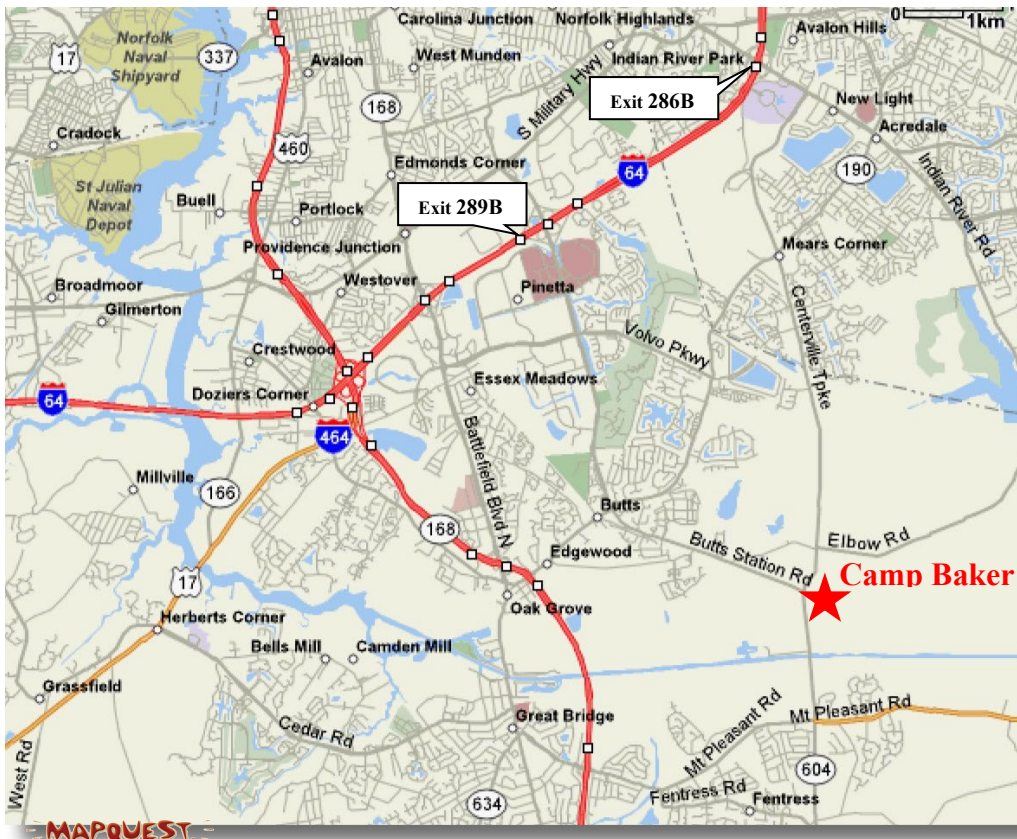 Carolina Junction
Norfolk Highlands
1km
17
Norfolk
Naval
Shipyard
337
Avalon
West Munden
Indian River Park
Avalon Hills
S Military Hwy
Exit 286B
168
New Light
Cradock
460
Edmonds Corner
Acredale
64
190
St Julian
Naval
Depot
Buell
Portlock
Exit 289B
Indian River Rd
Providence Junction
Mears Corner
Broadmoor
Westover
Pinetta
Gilmerton
Centerville Tpke
Volvo Pkwy
Crestwood
Essex Meadows
64
Doziers Corner
464
Battlefield Blvd N
Millville
166
Butts
168
Edgewood
Butts Station Rd
Elbow Rd
Camp Baker
17
Oak Grove
Herberts Corner
Bells Mill
Camden Mill
Grassfield
Cedar Rd
Great Bridge
Mt Pleasant Rd
Mt Pleasant Rd
West Rd
604
634
Fentress Rd
Fentress
MAPQUEST